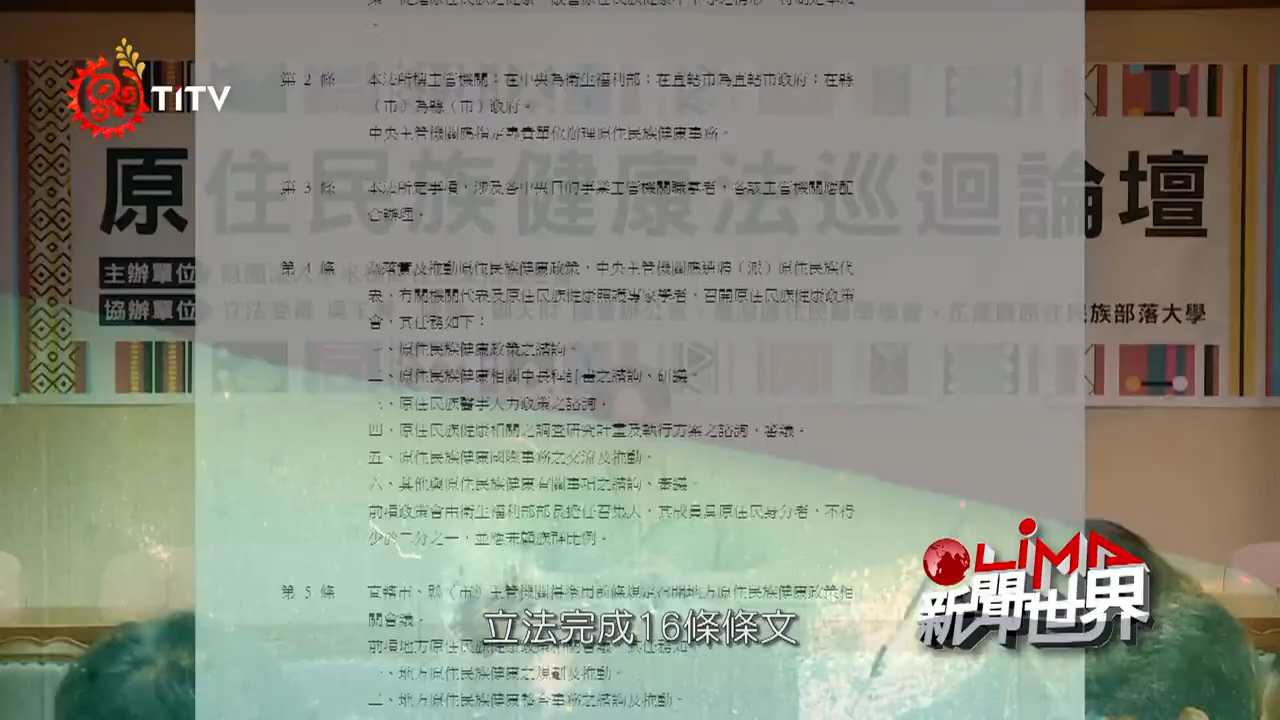 TiTV
第 2 條 本法所稱主管機關：在中央為衛生福利部；在直轄市為直轄市政府；在縣
（市）為縣（市）政府。
中央主管機關應指定專責單位辦理原住民族健康事務。
原住民族健康法巡迴論壇
第 3 條 本法所定事項，涉及各中央目的事業主管機關職掌者，各該主管機關應配
合辦理。
主辦單位
第 4 條 為落實及推動原住民族健康政策，中央主管機關應遴聘（派）原住民族代
表、有關機關代表及原住民族健康照護專家學者，召開原住民族健康政策
會，其任務如下：
協辦單位
民族部落大學
一、原住民族健康政策之諮詢。
二、原住民族健康相關中長程計畫之諮詢、研議。
三、原住民族醫事人力政策之諮詢。
四、原住民族健康相關之調查研究計畫及執行方案之諮詢、審議。
五、原住民族健康國際事務之交流及推動。
六、其他與原住民族健康有關事項之諮詢、審議。
前項政策會由衛生福利部部長擔任召集人，其成員具原住民身分者，不得
少於二分之一，並應兼顧族群比例。
LiMA
新聞世界
第 5 條 直轄市、縣（市）主管機關得準用前條規定召開地方原住民族健康政策相
關會議。
立法完成16條條文
一、地方原住民族健康之規劃及推動。
二、地方原住民族健康整合事務之諮詢及推動。